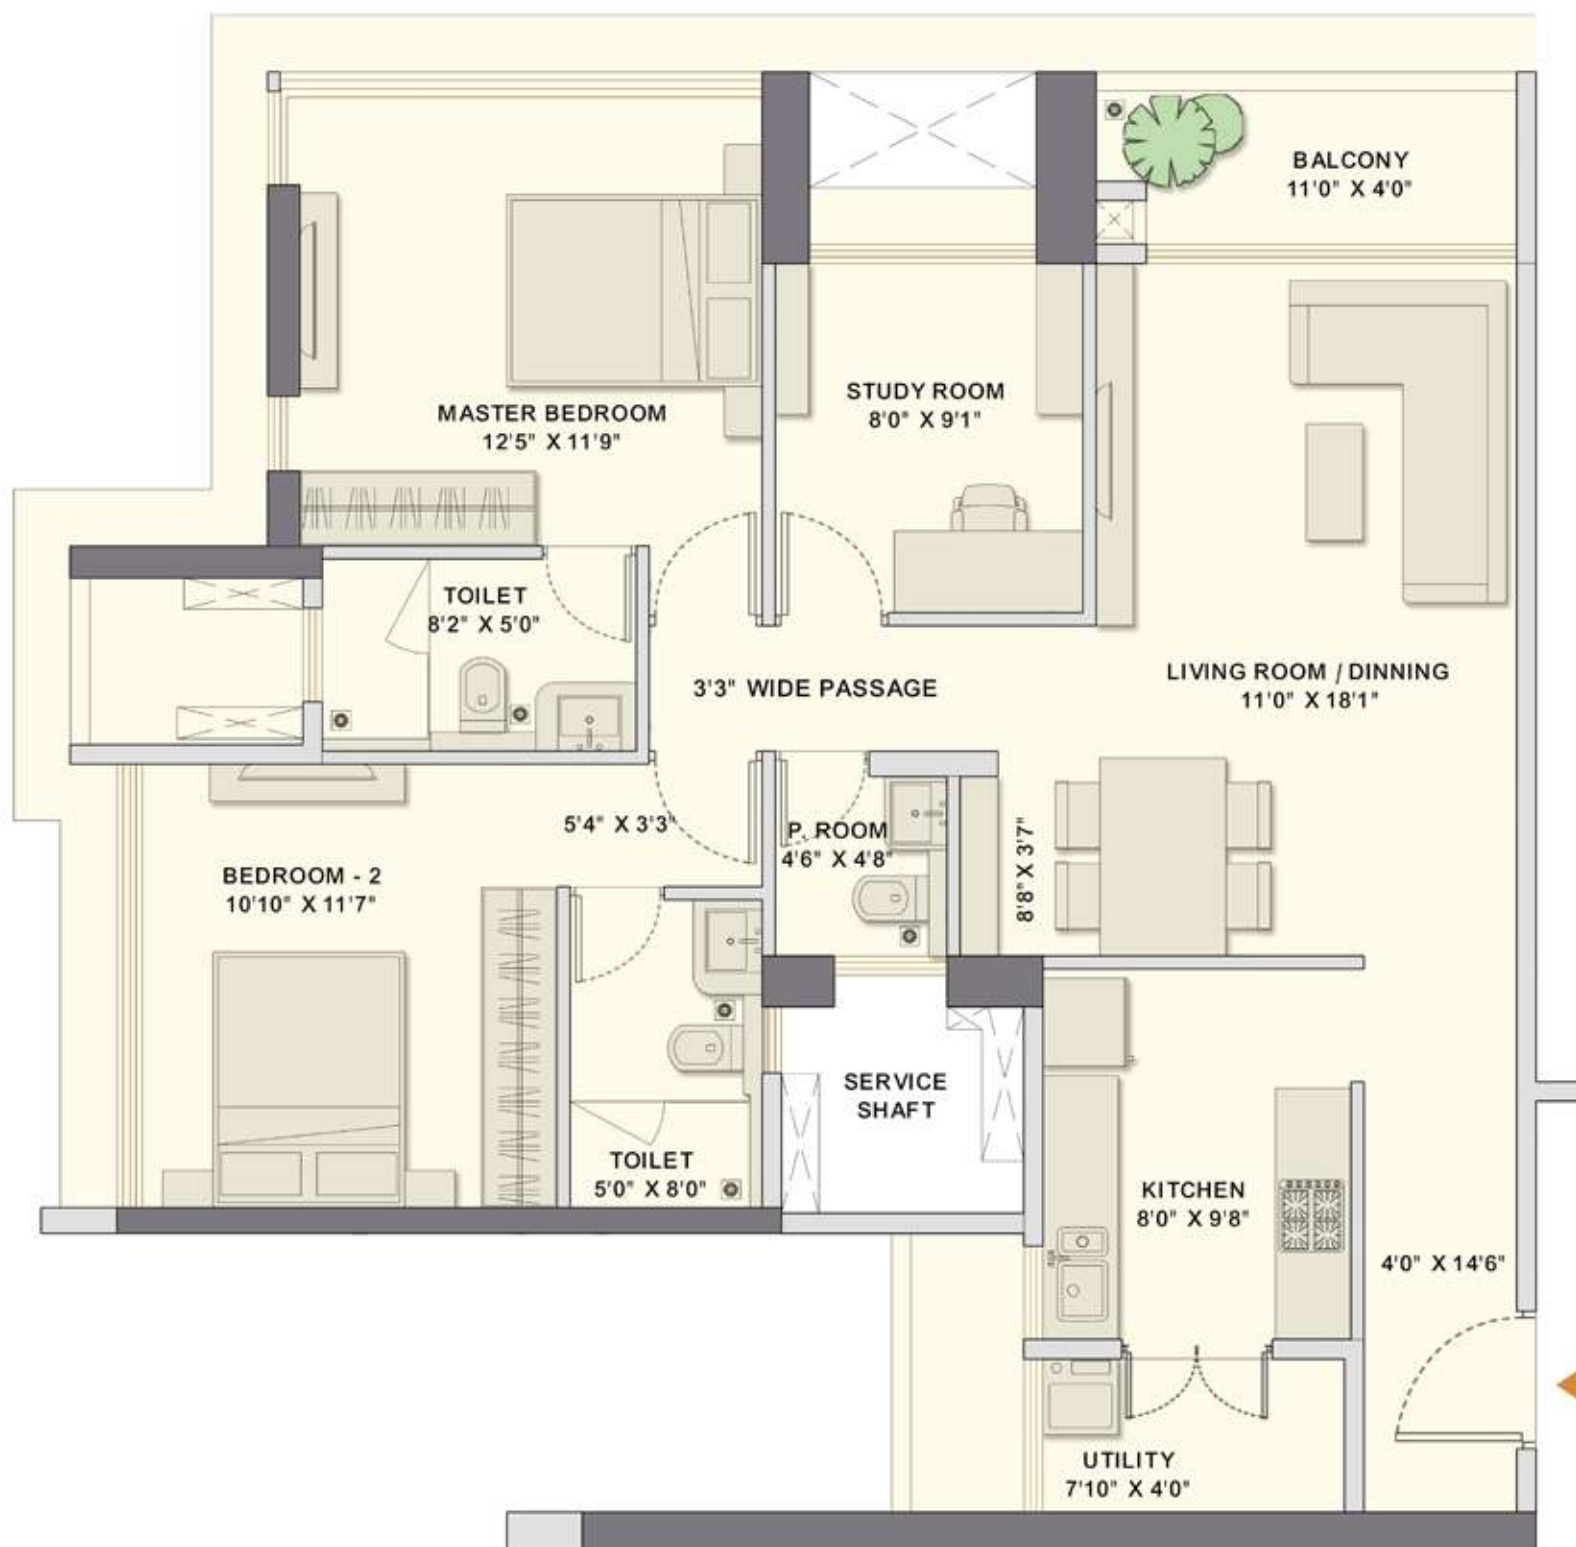 BALCONY
11'0" X 4'0"
STUDY ROOM
8'0" X 9'1"
MASTER BEDROOM
12'5" X 11'9"
TOILET
8'2" X 5'0"
LIVING ROOM / DINNING
11'0" X 18'1"
3'3" WIDE PASSAGE
5'4" X 3'3"
P. ROOM
4'6" X 4'8"
8'8" X 3'7"
BEDROOM - 2
10'10" X 11'7"
SERVICE
SHAFT
TOILET
5'0" X 8'0"
KITCHEN
8'0" X 9'8"
4'0" X 14'6"
UTILITY
7'10" X 4'0"